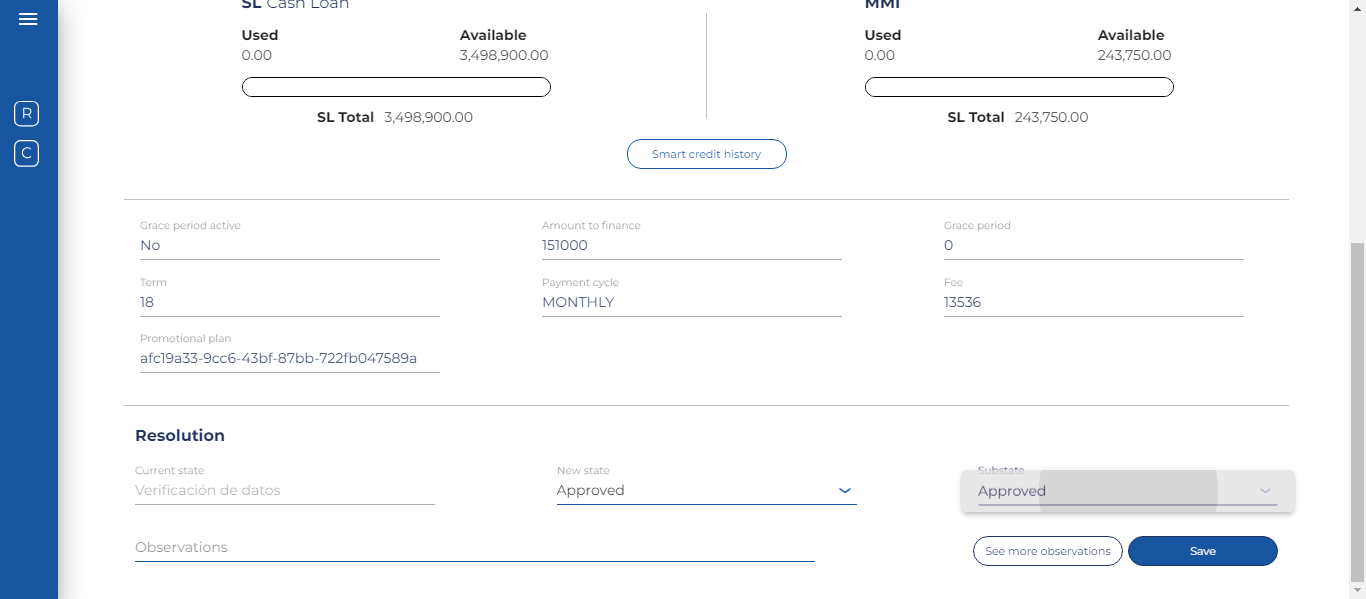 SL Cash Loan
MMI
Used
Available
Used
Available
0.00
3,498,900.00
0.00
243,750.00
SL Total 3,498,900.00
SL Total 243,750.00
R
C
Smart credit history
Grace period active
Amount to finance
Grace period
No
151000
0
Term
Payment cycle
Fee
18
MONTHLY
13536
Promotional plan
afc19a33-9cc6-43bf-87bb-722fb047589a
Resolution
Current state
New state
Substate
Verificación de datos
Approved
Approved
Observations
See more observations
Save